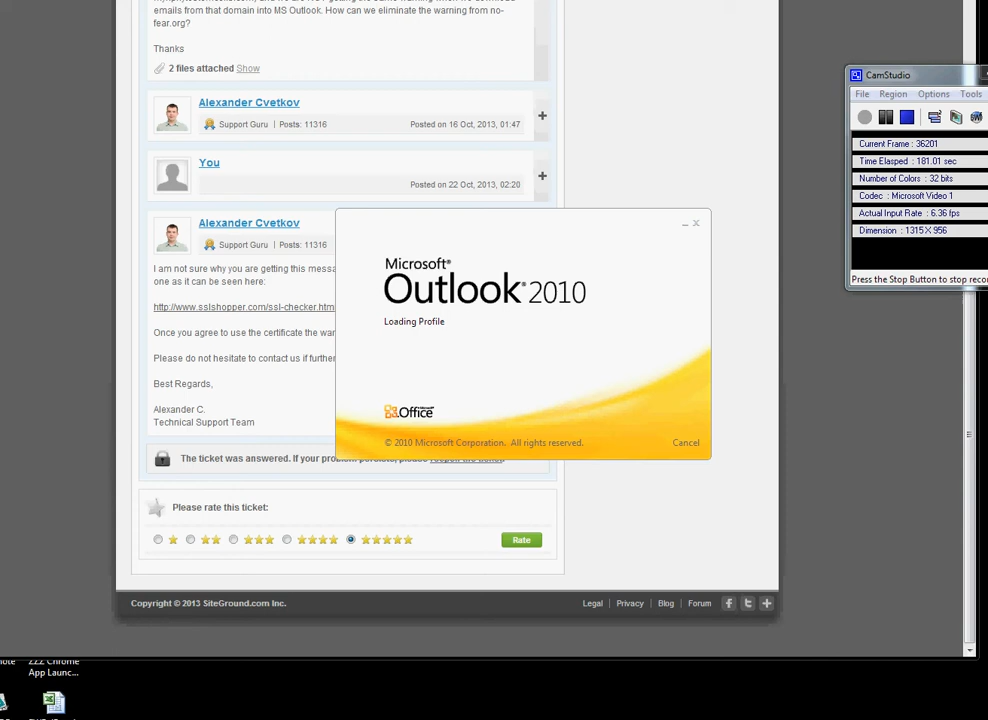 emails from that domain into MS Outlook. How can we eliminate the warning from no-
fear.org?
Thanks
2 files attached Show
Alexander Cvetkov
Support Guru | Posts: 11316
Posted on 16 Oct, 2013, 01:47
You
Posted on 22 Oct, 2013, 02:20
Alexander Cvetkov
Support Guru | Posts: 11316
I am not sure why you are getting this messa
one as it can be seen here:
http://www.sslshopper.com/ssl-checker.htm
Once you agree to use the certificate the war
Please do not hesitate to contact us if further
Best Regards,
Alexander C.
Technical Support Team
The ticket was answered. If your problem persists, please reopen the ticket.
Please rate this ticket:
Rate
Copyright © 2013 SiteGround.com Inc.
Legal | Privacy | Blog | Forum
Microsoft®
Outlook® 2010
Loading Profile
Microsoft
Office
© 2010 Microsoft Corporation. All rights reserved.
Cancel
CamStudio
File Region Options Tools
Current Frame : 36201
Time Elasped : 181.01 sec
Number of Colors : 32 bits
Codec : Microsoft Video 1
Actual Input Rate : 6.36 fps
Dimension : 1315 X 956
Press the Stop Button to stop reco
ZZZ Chrome
App Launc...